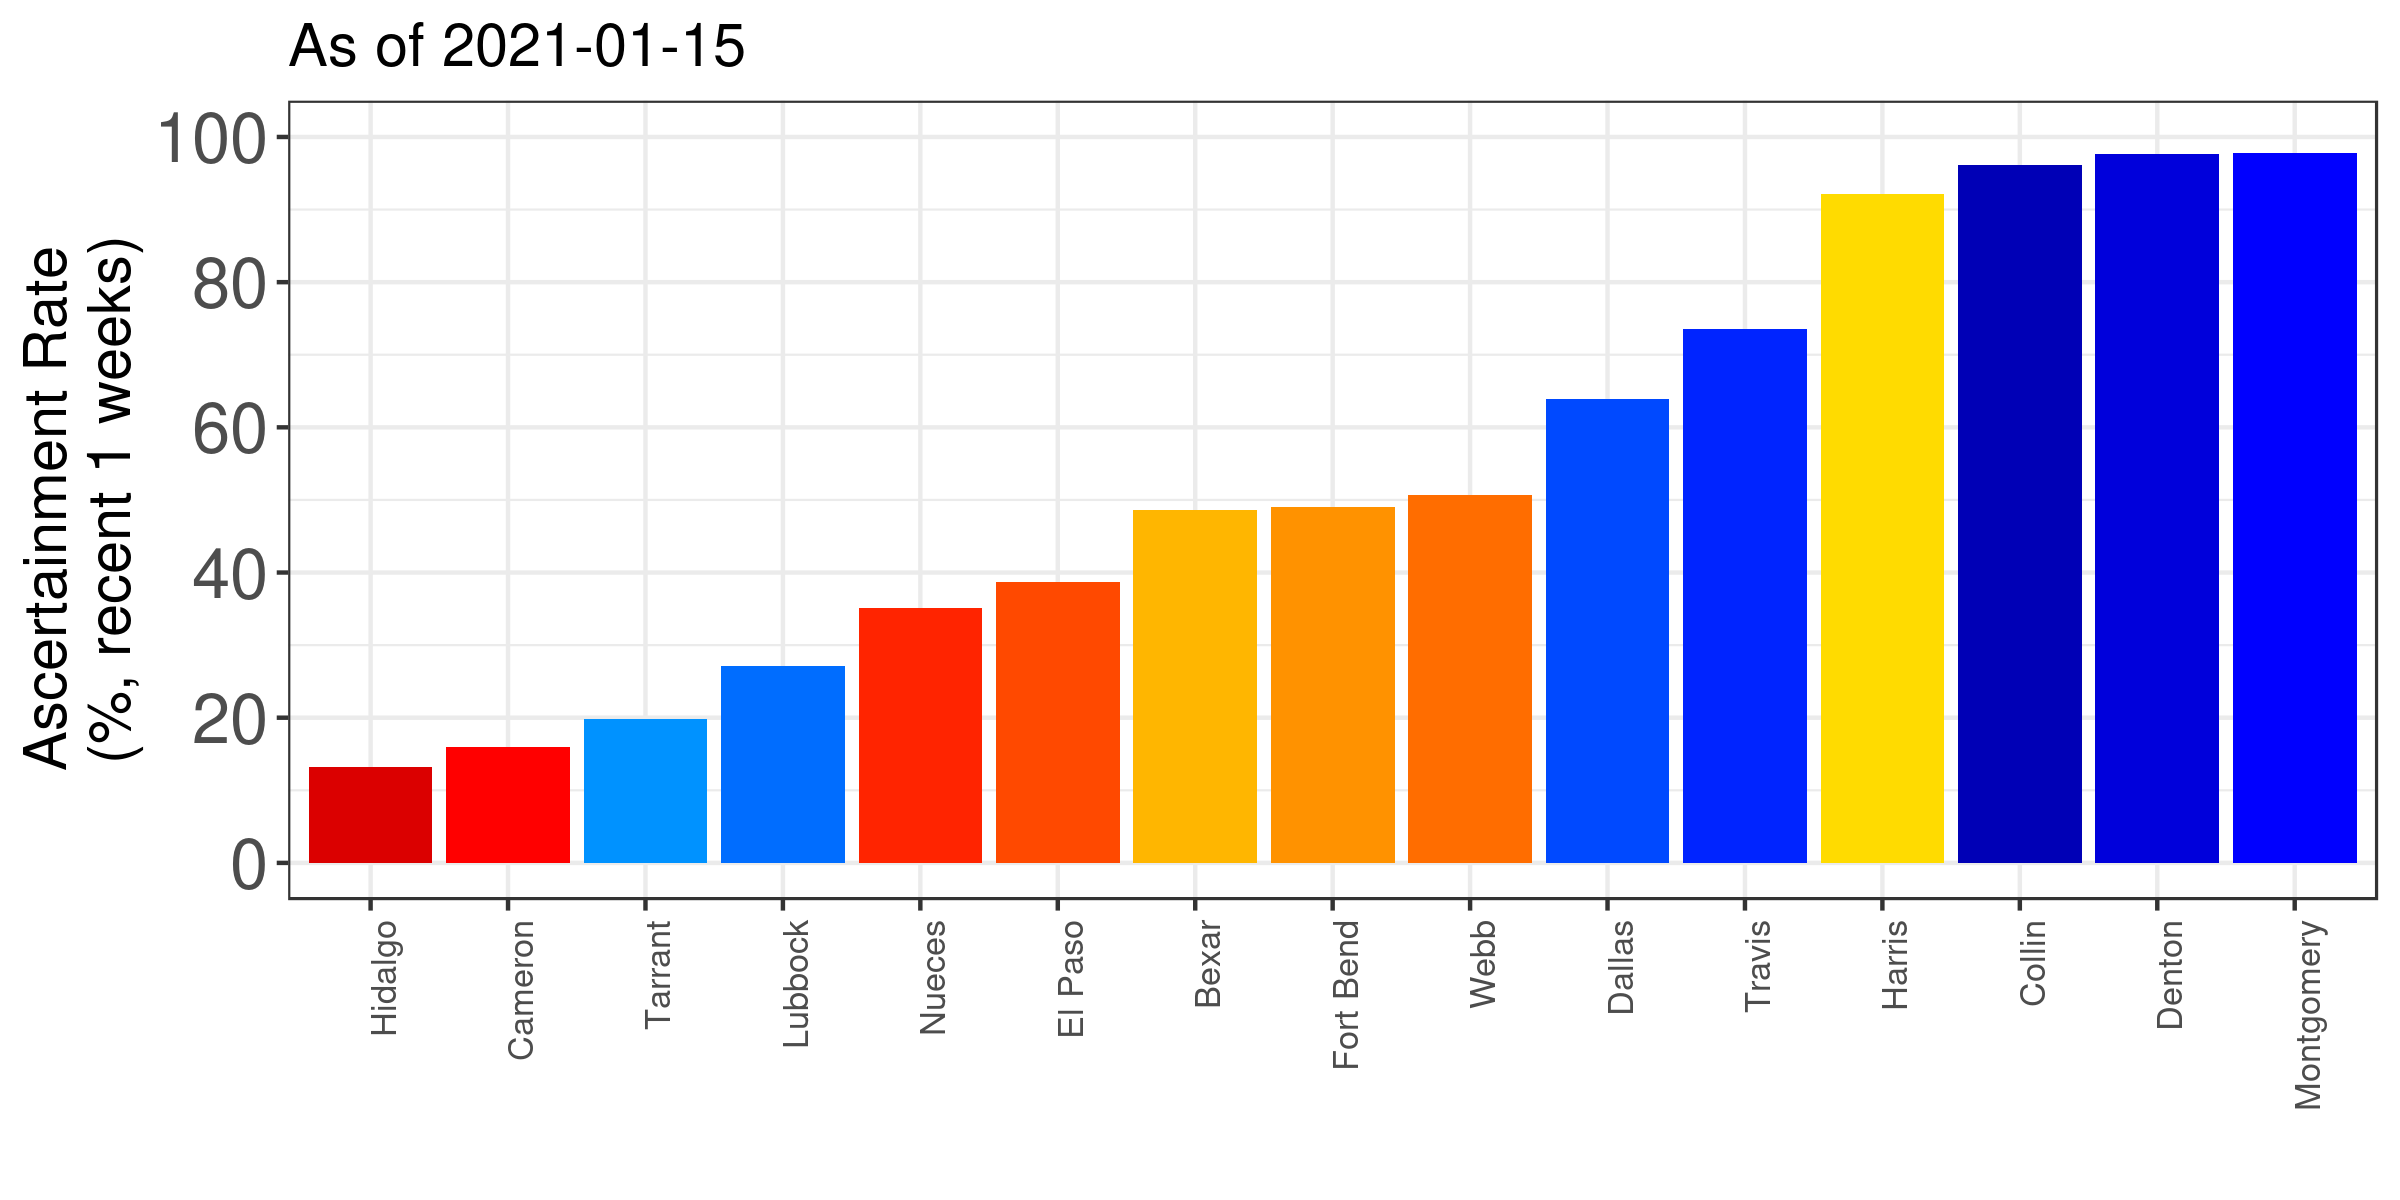 As of 2021-01-15
Ascertainment Rate
(%, recent 1 weeks)
100
80
60
40
20
0
Hidalgo
Cameron
Tarrant
Lubbock
Nueces
El Paso
Bexar
Fort Bend
Webb
Dallas
Travis
Harris
Collin
Denton
Montgomery